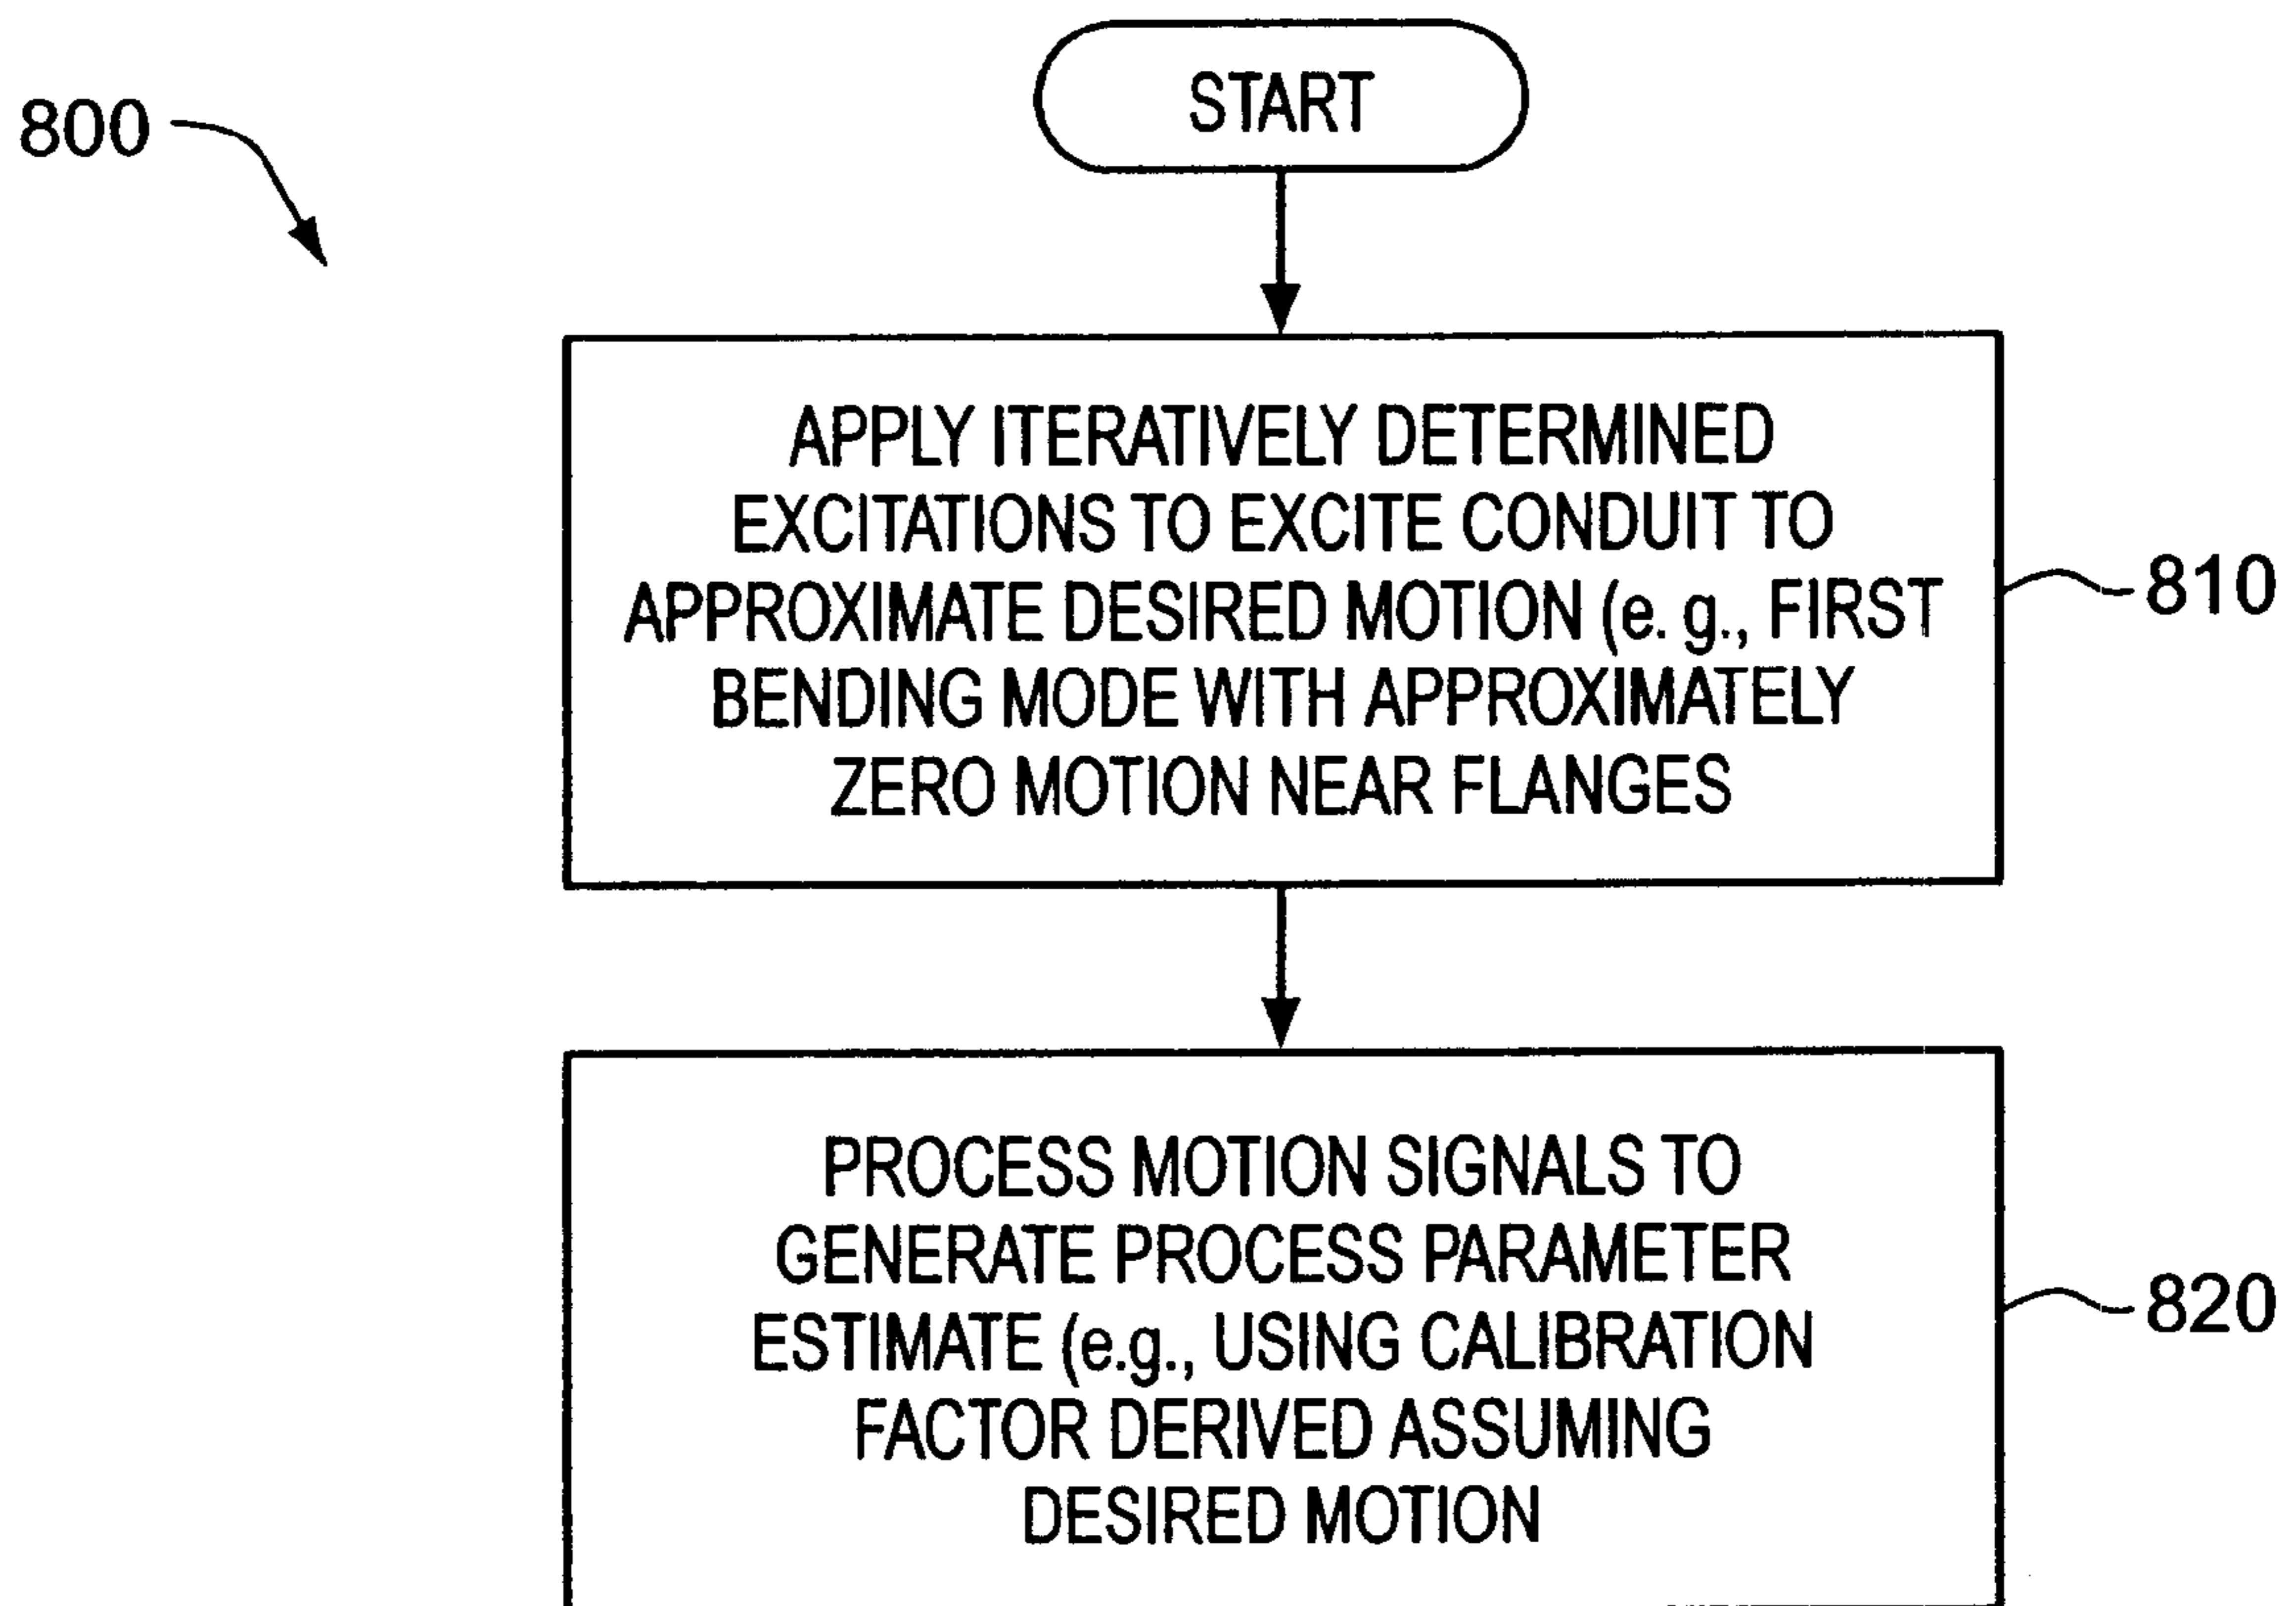 START
800
APPLY ITERATIVELY DETERMINED
EXCITATIONS TO EXCITE CONDUIT TO
APPROXIMATE DESIRED MOTION (e. g., FIRST
BENDING MODE WITH APPROXIMATELY
ZERO MOTION NEAR FLANGES
810
PROCESS MOTION SIGNALS TO
GENERATE PROCESS PARAMETER
ESTIMATE (e.g., USING CALIBRATION
FACTOR DERIVED ASSUMING
DESIRED MOTION
820